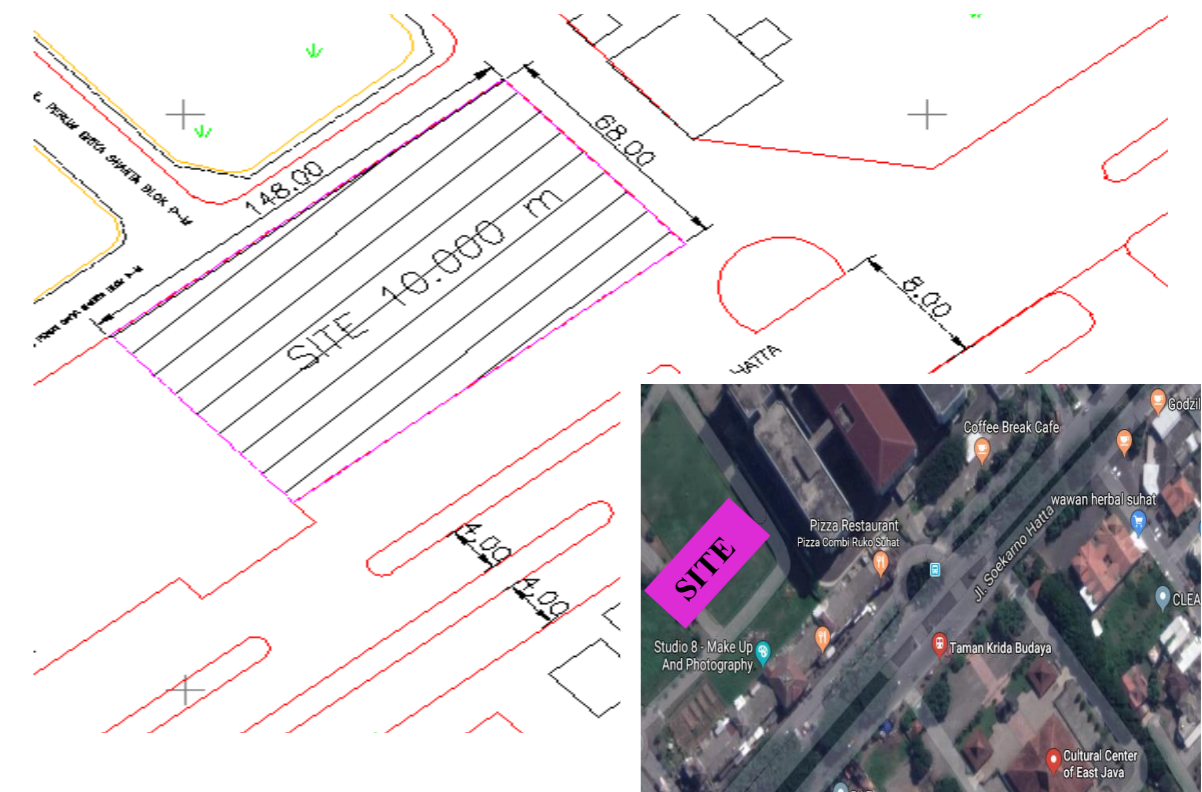 148.00
68.00
SITE 10.000 m
8.00
HATTA
4.00
4.00
Godzil
Coffee Break Cafe
wawan herbal suhat
Pizza Restaurant
Pizza Combi Ruko Suhat
Jl. Soekarno Hatta
SITE
CLEA
Studio 8 - Make Up
And Photography
Taman Krida Budaya
Cultural Center
of East Java